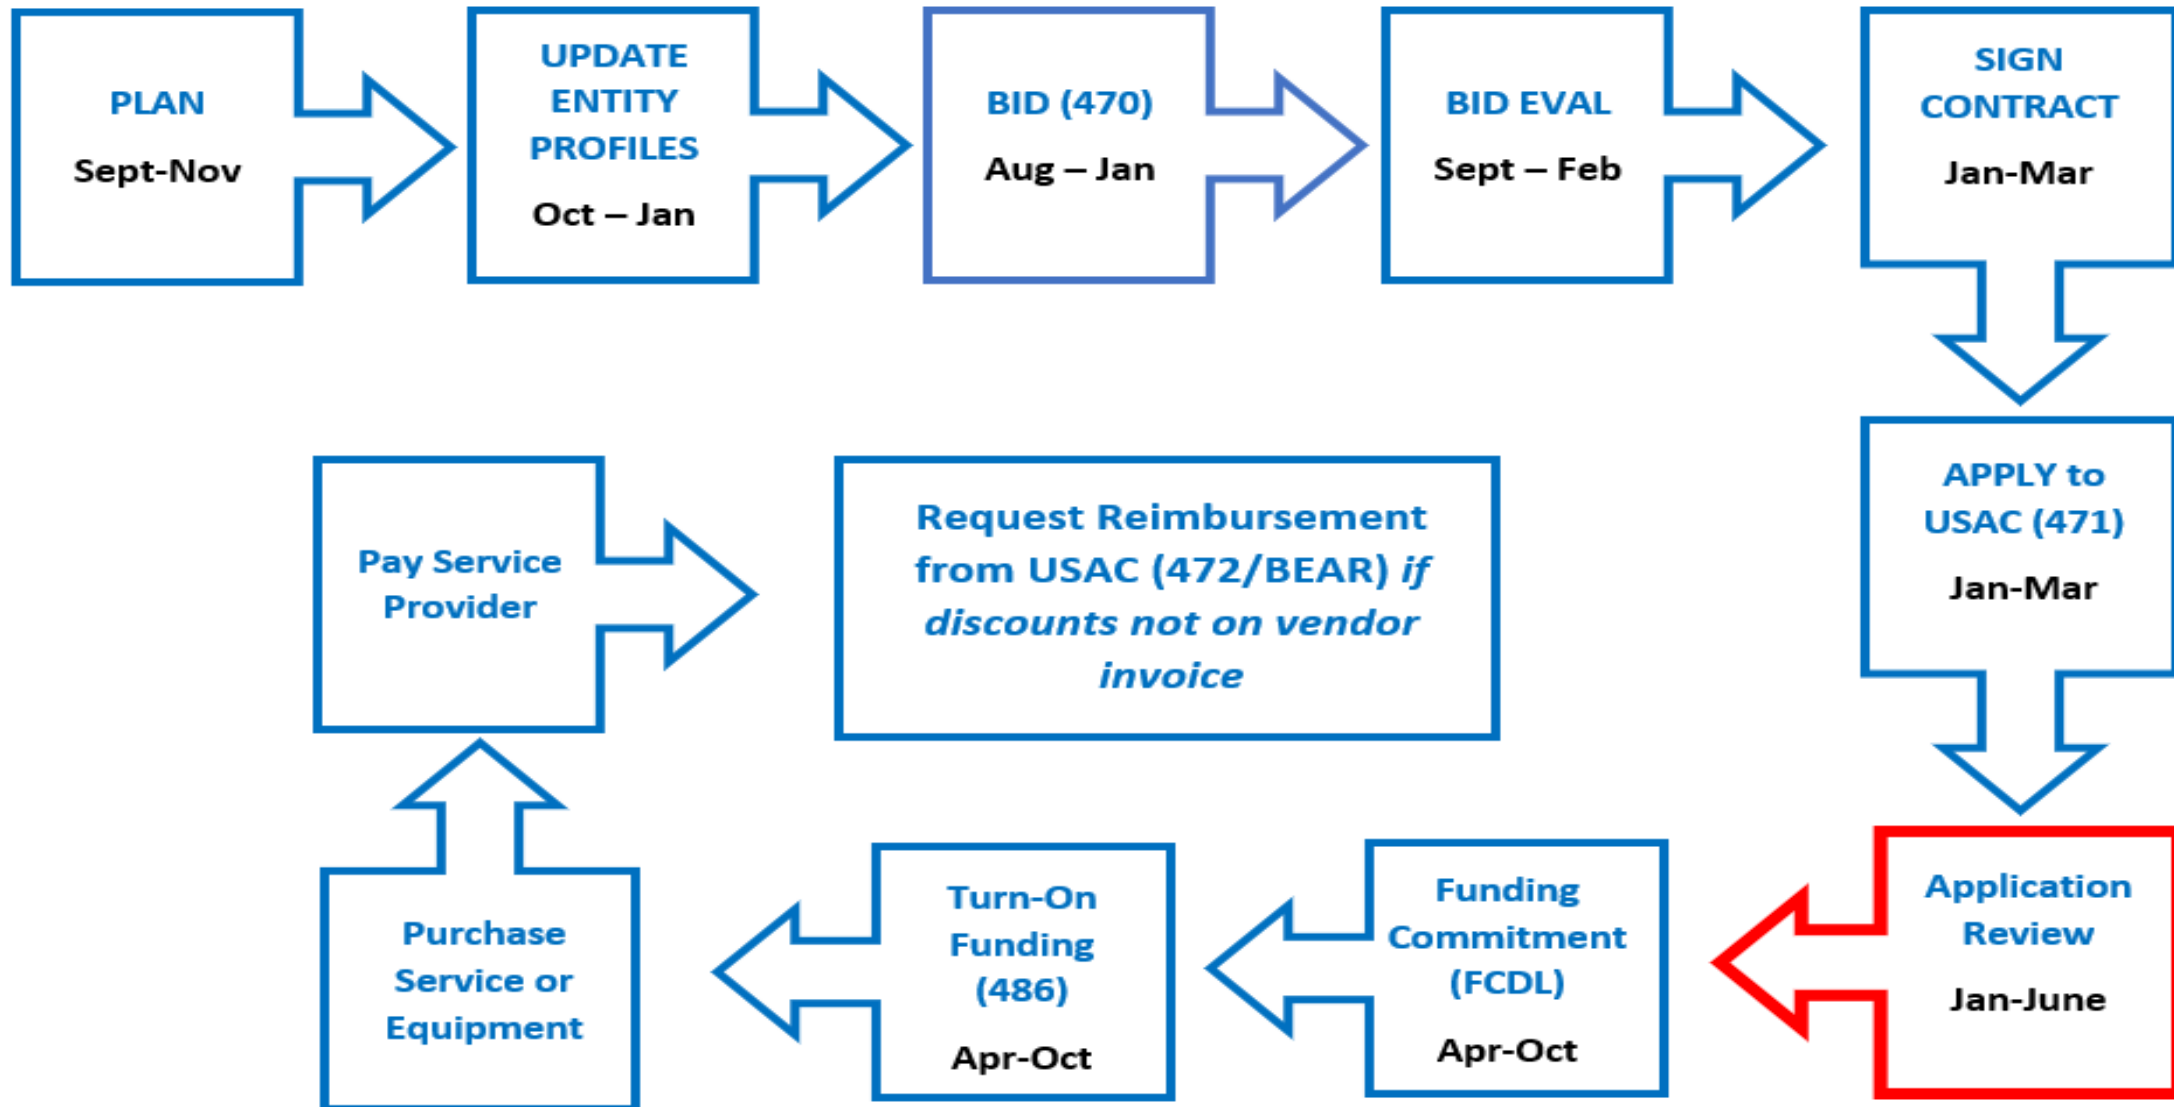 PLAN
Sept-Nov
UPDATE
ENTITY
PROFILES
Oct – Jan
BID (470)
Aug – Jan
BID EVAL
Sept – Feb
SIGN
CONTRACT
Jan-Mar
APPLY to
USAC (471)
Jan-Mar
Application
Review
Jan-June
Funding
Commitment
(FCDL)
Apr-Oct
Turn-On
Funding
(486)
Apr-Oct
Purchase
Service or
Equipment
Pay Service
Provider
Request Reimbursement
from USAC (472/BEAR) if
discounts not on vendor
invoice